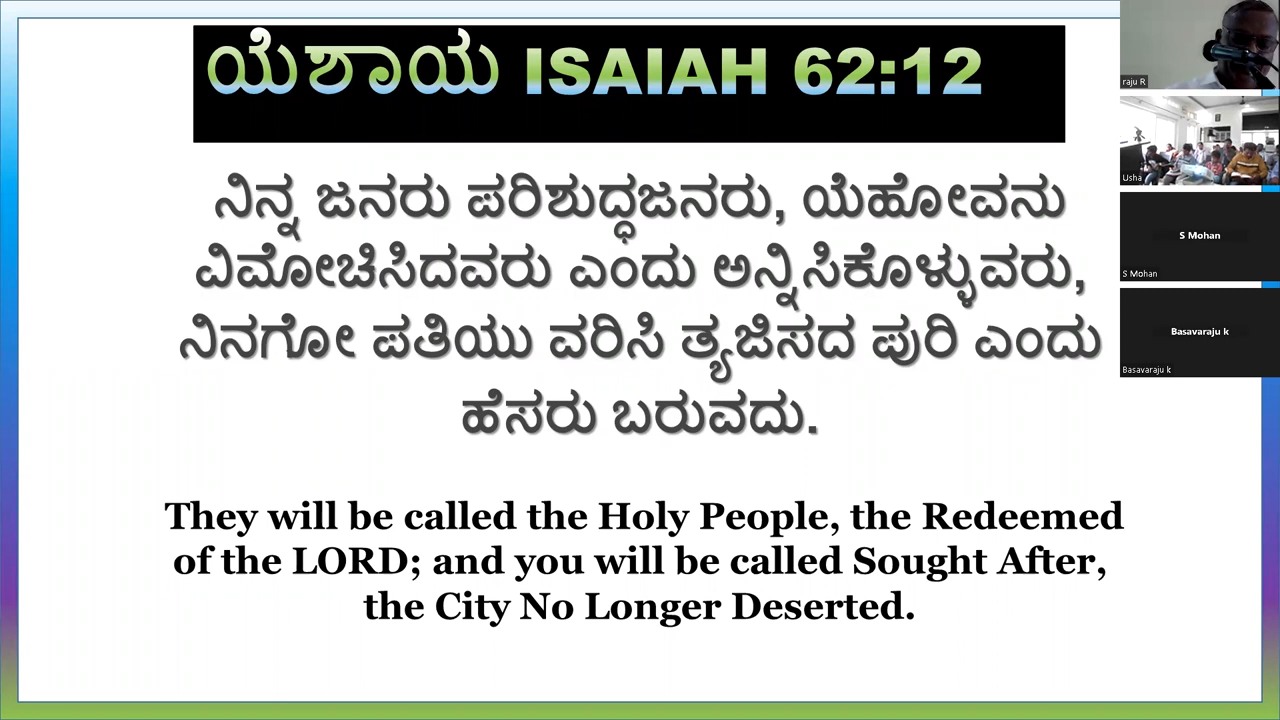 ಯೆಶಾಯ ISAIAH 62:12
ನಿನ್ನ ಜನರು ಪರಿಶುದ್ಧಜನರು, ಯೆಹೋವನು
ವಿಮೋಚಿಸಿದವರು ಎಂದು ಅನ್ನಿಸಿಕೊಳ್ಳುವರು,
ನಿನಗೋ ಪತಿಯು ವರಿಸಿ ತ್ಯಜಿಸದ ಪುರಿ ಎಂದು
ಹೆಸರು ಬರುವದು.
They will be called the Holy People, the Redeemed
of the LORD; and you will be called Sought After,
the City No Longer Deserted.
raju R
Usha
S Mohan
S Mohan
Basavaraju k
Basavaraju k